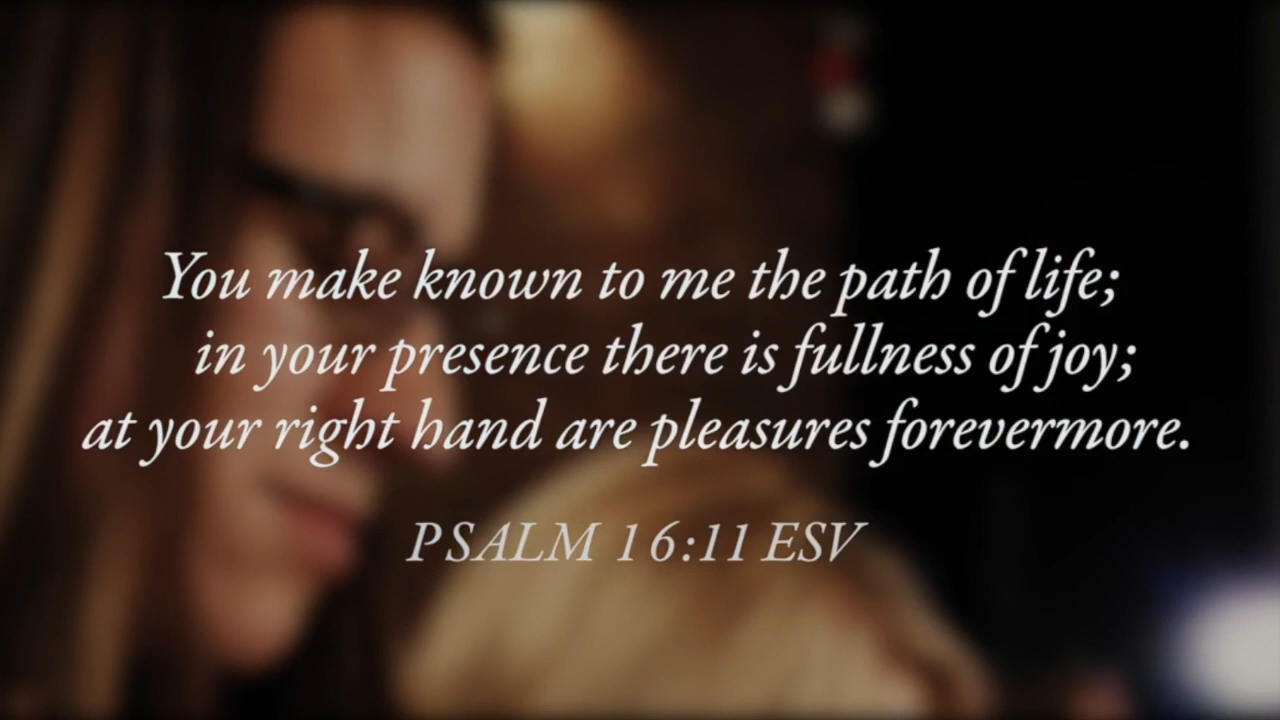 You make known to me the path of life;
in your presence there is fullness of joy;
at your right hand are pleasures forevermore.
PSALM 16:11 ESV